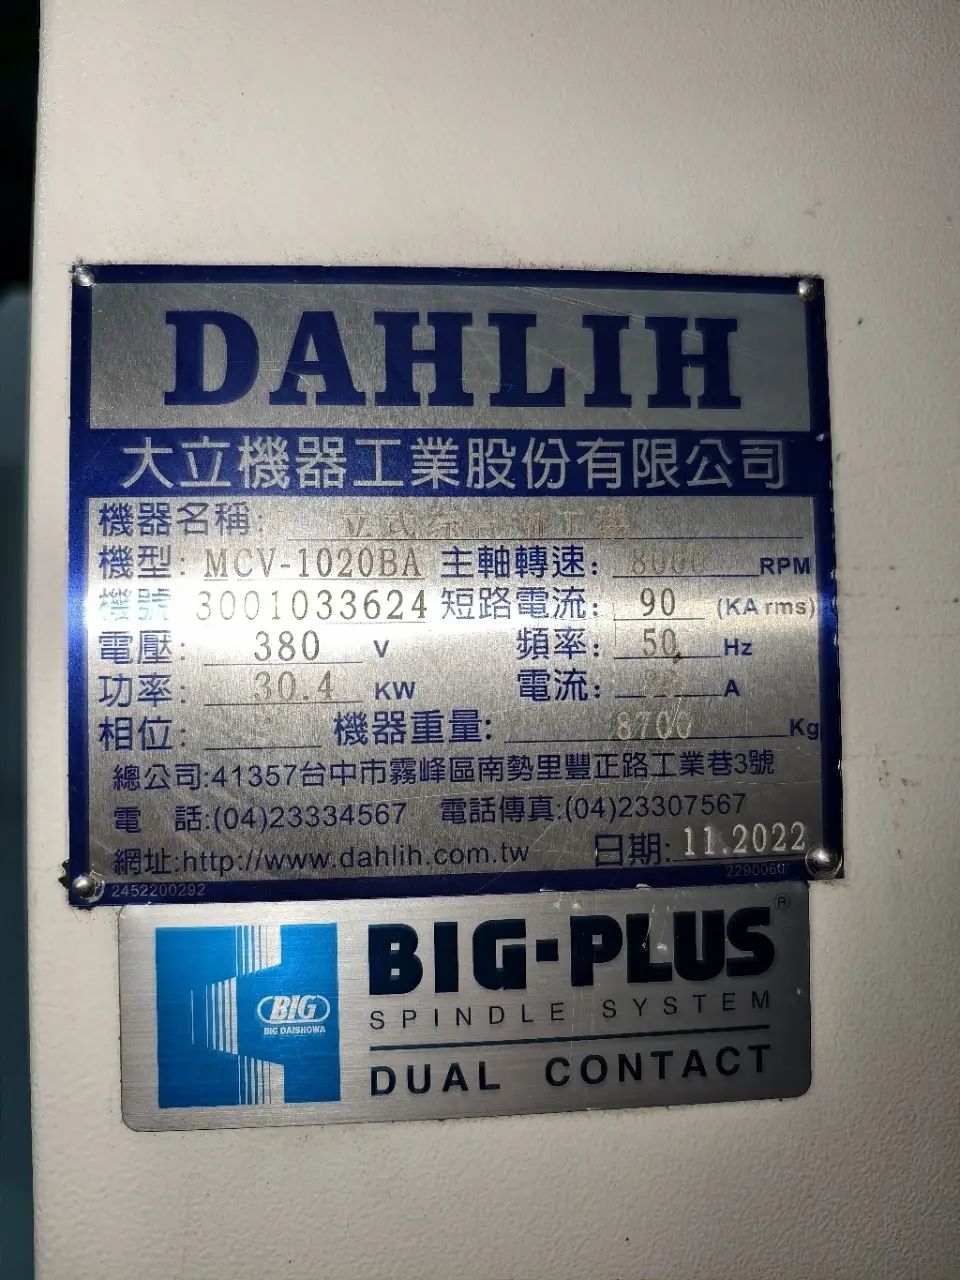 DAHLIH
大立機器工業股份有限公司
機器名稱:
機型: MCV-1020BA 主軸轉速: 8000 RPM
機號 3001033624 短路電流: 90 (KA rms)
電壓: 380 V 頻率: 50 Hz
功率: 30.4 KW 電流: A
相位: 機器重量: 8700 Kg
總公司:41357台中市霧峰區南勢里豐正路工業巷3號
電 話:(04)23334567 電話傳真:(04)23307567
網址:http://www.dahlih.com.tw 日期: 11.2022
2452200292 2290060
BIG-PLUS®
SPINDLE SYSTEM
BIG
BIG DAISHOWA
DUAL CONTACT